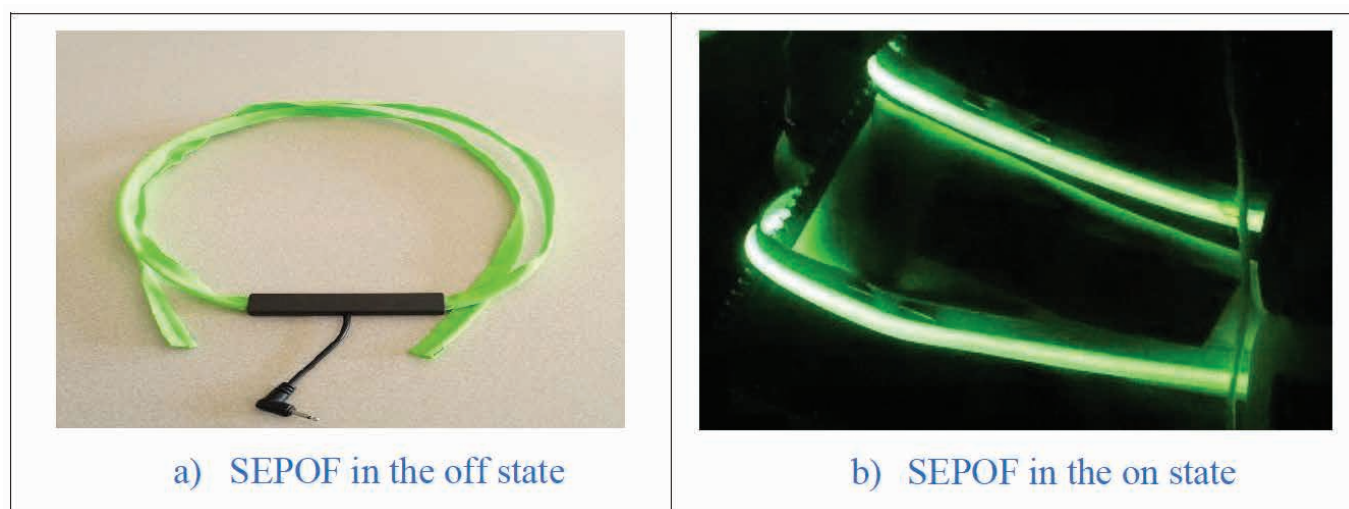 a) SEPOF in the off state
b) SEPOF in the on state